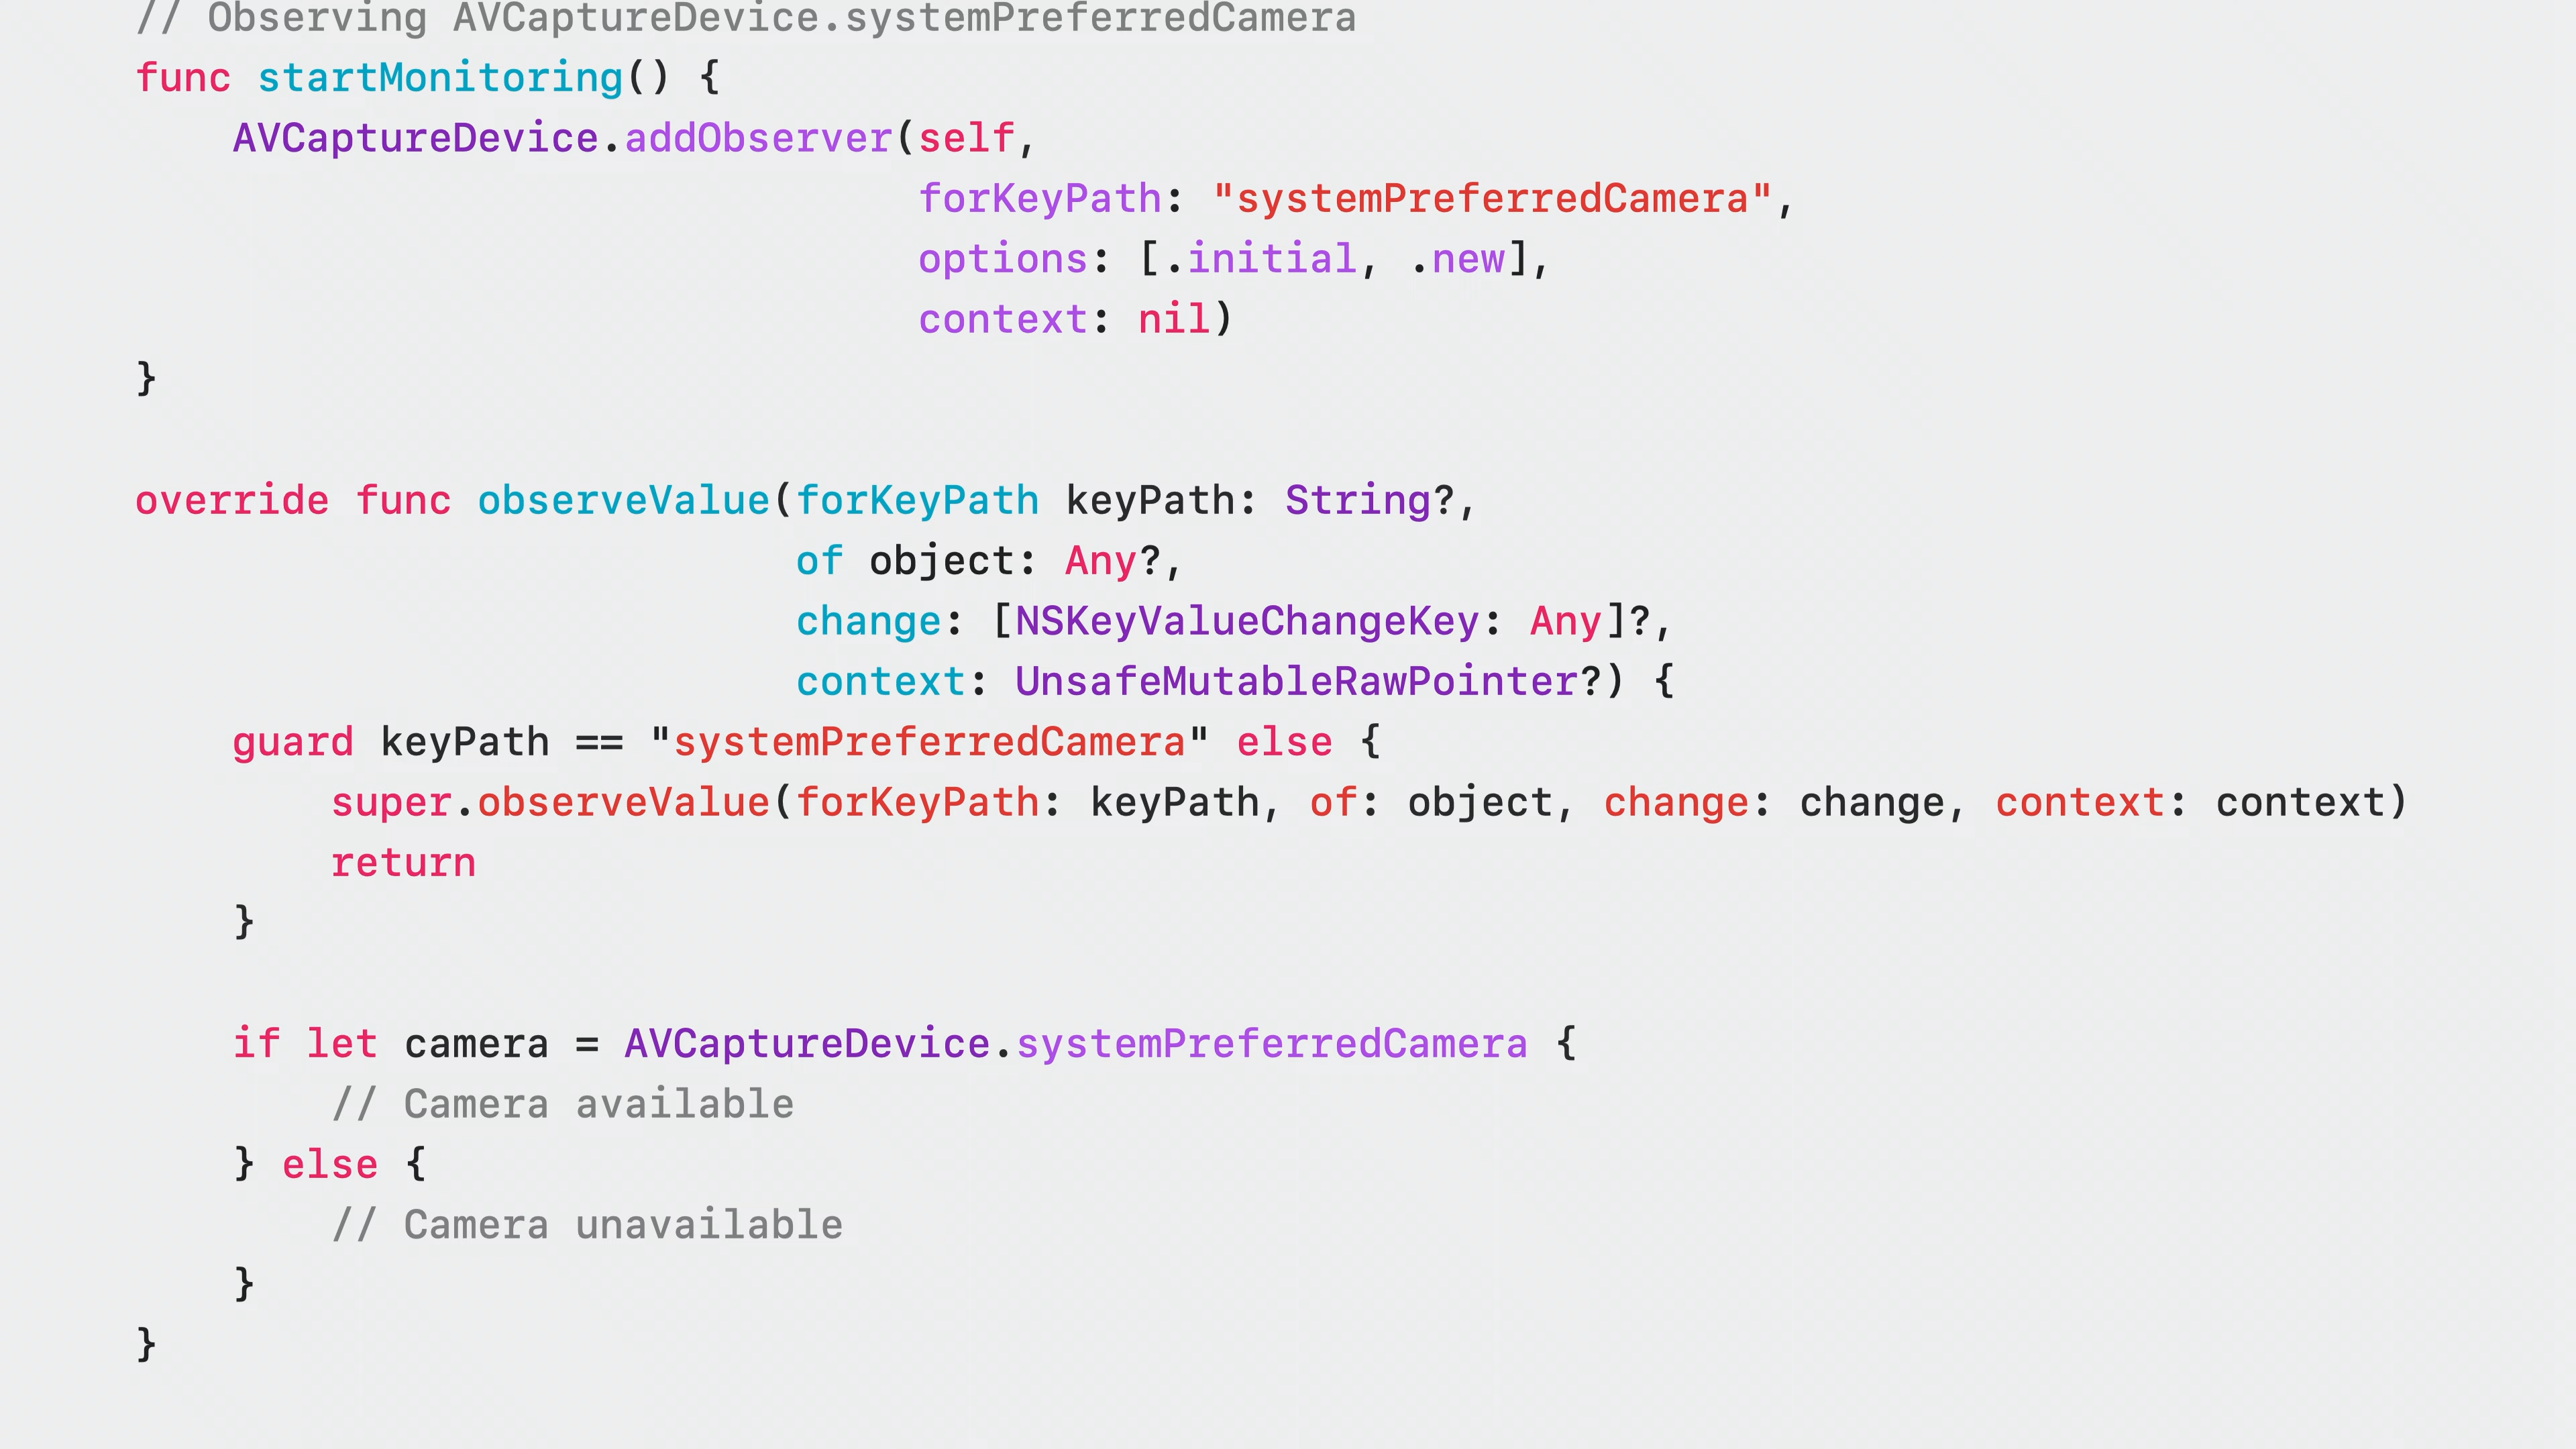 // Observing AVCaptureDevice.systemPreferredCamera
func startMonitoring() {
    AVCaptureDevice.addObserver(self,
                                forKeyPath: "systemPreferredCamera",
                                options: [.initial, .new],
                                context: nil)
}

override func observeValue(forKeyPath keyPath: String?,
                           of object: Any?,
                           change: [NSKeyValueChangeKey: Any]?,
                           context: UnsafeMutableRawPointer?) {
    guard keyPath == "systemPreferredCamera" else {
        super.observeValue(forKeyPath: keyPath, of: object, change: change, context: context)
        return
    }

    if let camera = AVCaptureDevice.systemPreferredCamera {
        // Camera available
    } else {
        // Camera unavailable
    }
}